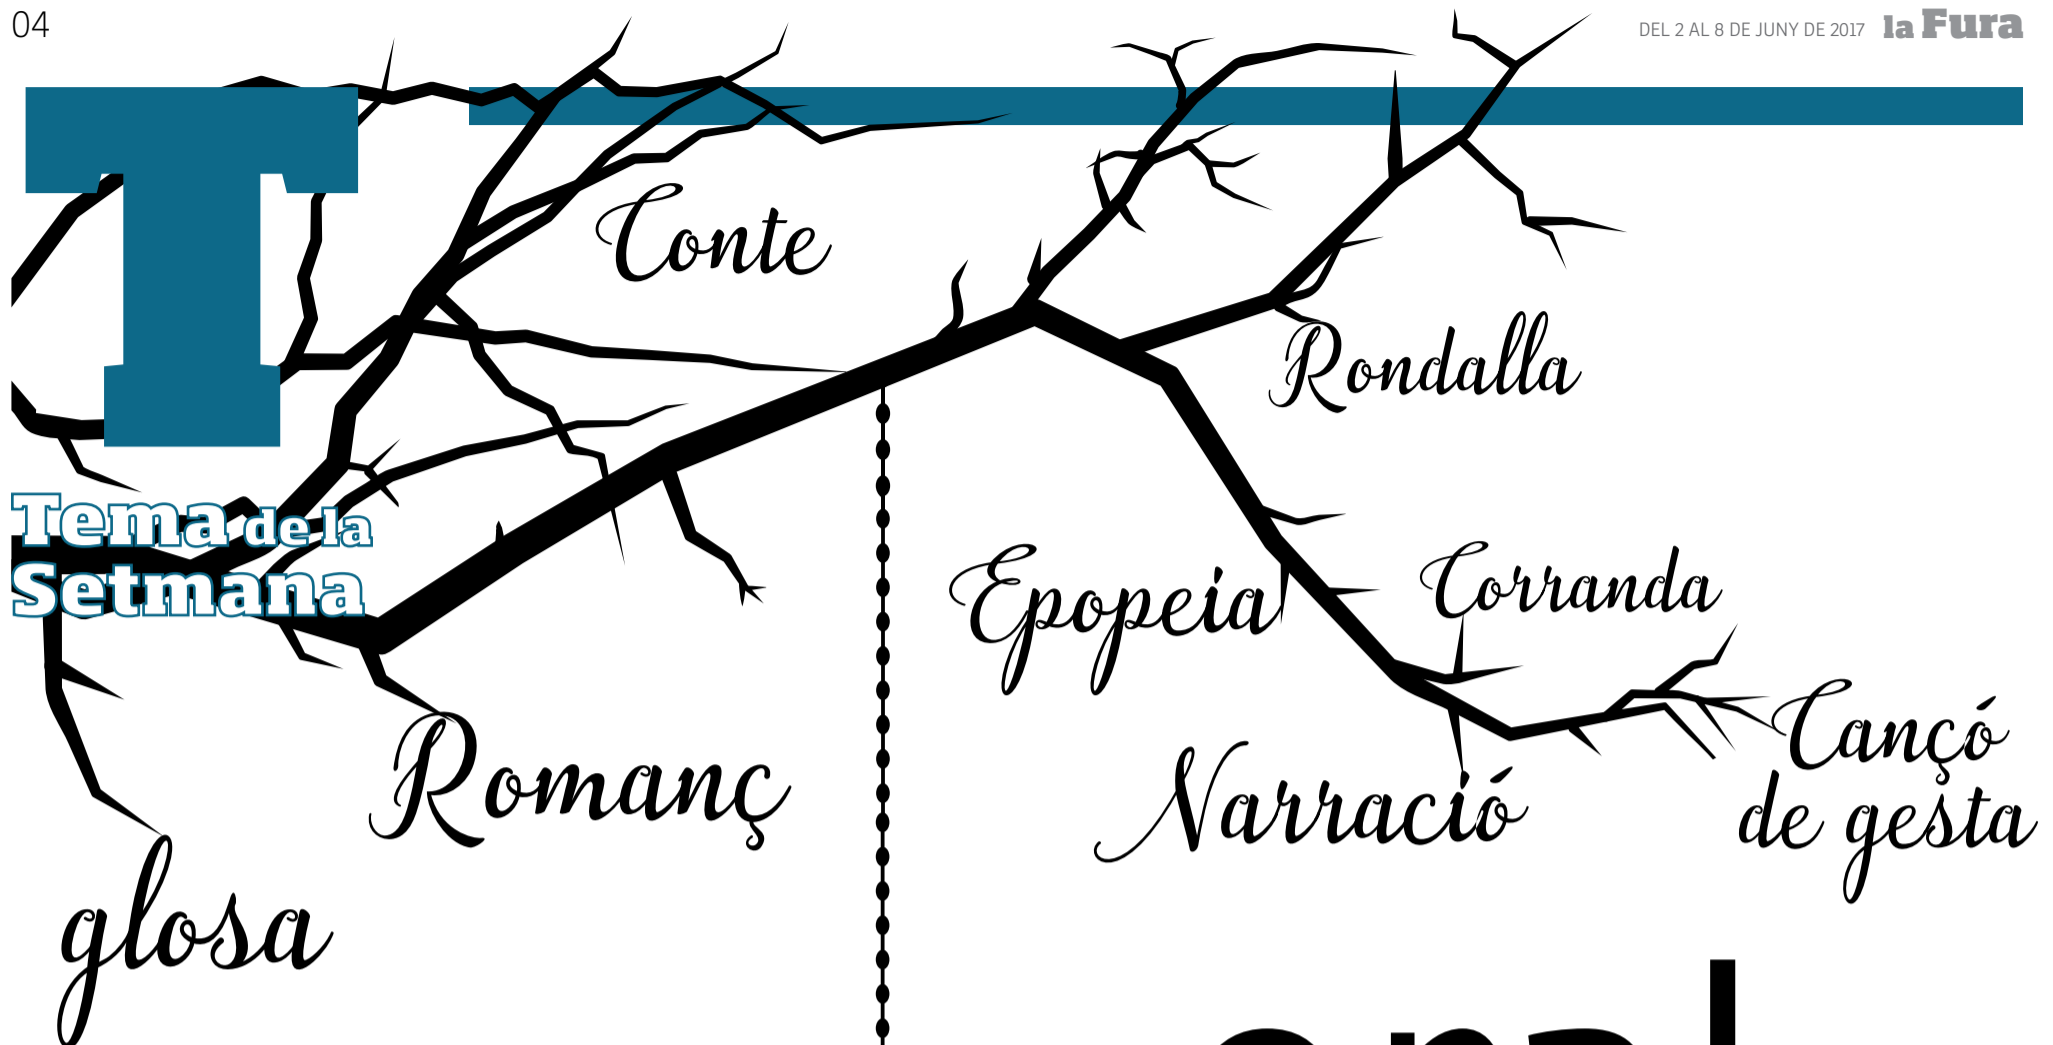 04
DEL 2 AL 8 DE JUNY DE 2017 la Fura
T
Tema de la
Setmana
Conte
Rondalla
Epopeia
Corranda
Romanç
Narració
Cançó
de gesta
glosa